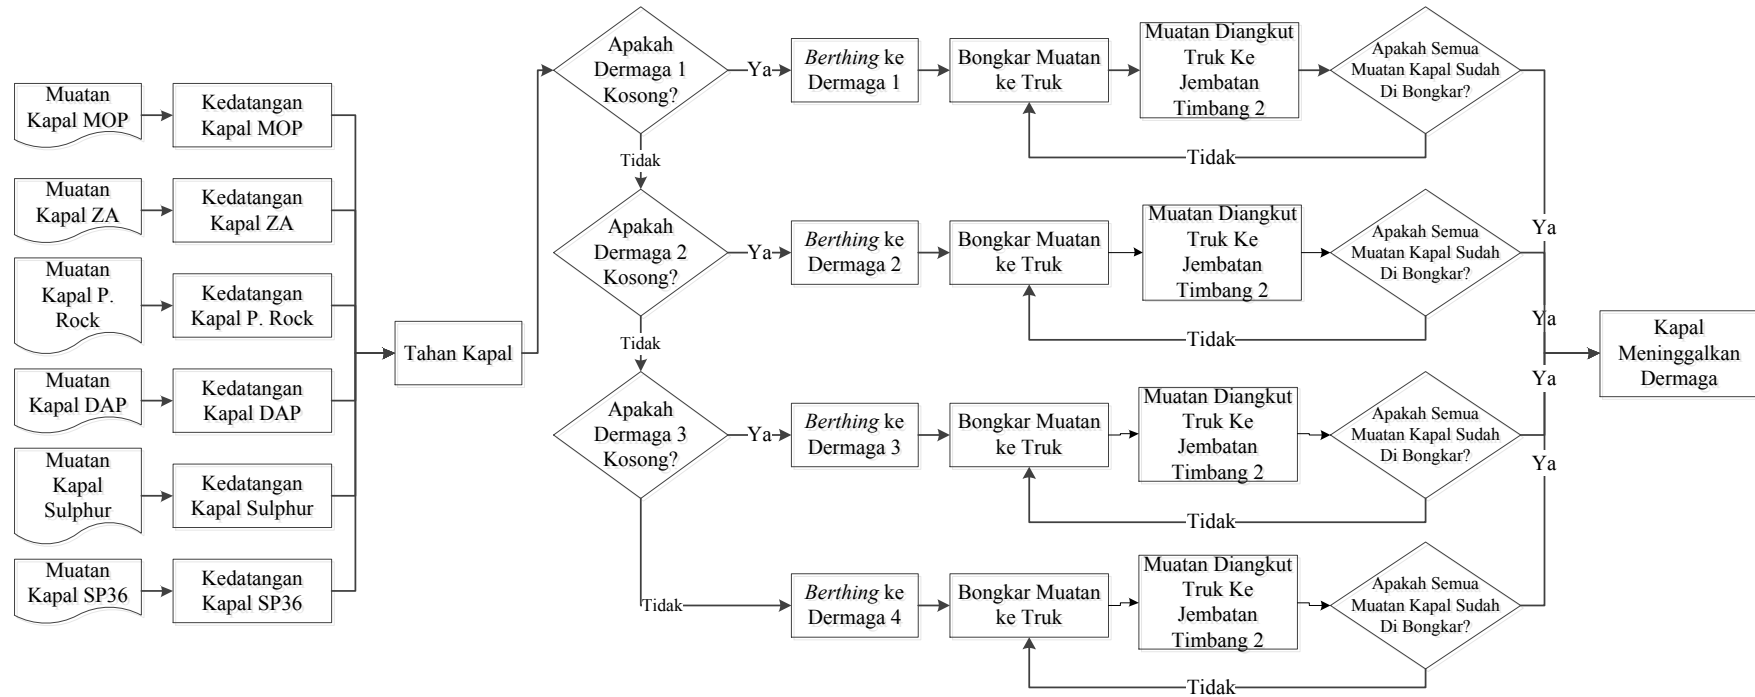 Muatan
Kapal MOP
Kedatangan
Kapal MOP
Muatan
Kapal ZA
Kedatangan
Kapal ZA
Muatan
Kapal P.
Rock
Kedatangan
Kapal P. Rock
Muatan
Kapal DAP
Kedatangan
Kapal DAP
Muatan
Kapal
Sulphur
Kedatangan
Kapal Sulphur
Muatan
Kapal SP36
Kedatangan
Kapal SP36
Tahan Kapal
Apakah
Dermaga 1
Kosong?
Ya
Berthing ke
Dermaga 1
Bongkar Muatan
ke Truk
Muatan Diangkut
Truk Ke
Jembatan
Timbang 2
Apakah Semua
Muatan Kapal Sudah
Di Bongkar?
Tidak
Tidak
Ya
Apakah
Dermaga 2
Kosong?
Ya
Berthing ke
Dermaga 2
Bongkar Muatan
ke Truk
Muatan Diangkut
Truk Ke
Jembatan
Timbang 2
Apakah Semua
Muatan Kapal Sudah
Di Bongkar?
Tidak
Tidak
Ya
Apakah
Dermaga 3
Kosong?
Ya
Berthing ke
Dermaga 3
Bongkar Muatan
ke Truk
Muatan Diangkut
Truk Ke
Jembatan
Timbang 2
Apakah Semua
Muatan Kapal Sudah
Di Bongkar?
Tidak
Ya
Tidak
Berthing ke
Dermaga 4
Bongkar Muatan
ke Truk
Muatan Diangkut
Truk Ke
Jembatan
Timbang 2
Apakah Semua
Muatan Kapal Sudah
Di Bongkar?
Tidak
Ya
Kapal
Meninggalkan
Dermaga